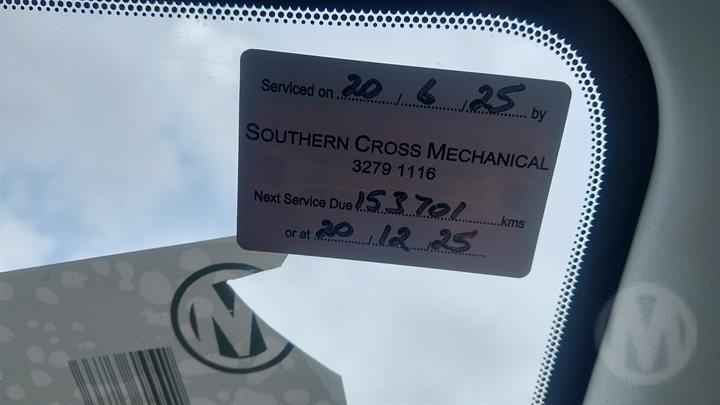 Serviced on 20/6/25 by
SOUTHERN CROSS MECHANICAL
3279 1116
Next Service Due 153701 kms
or at 20/12/25
M
M